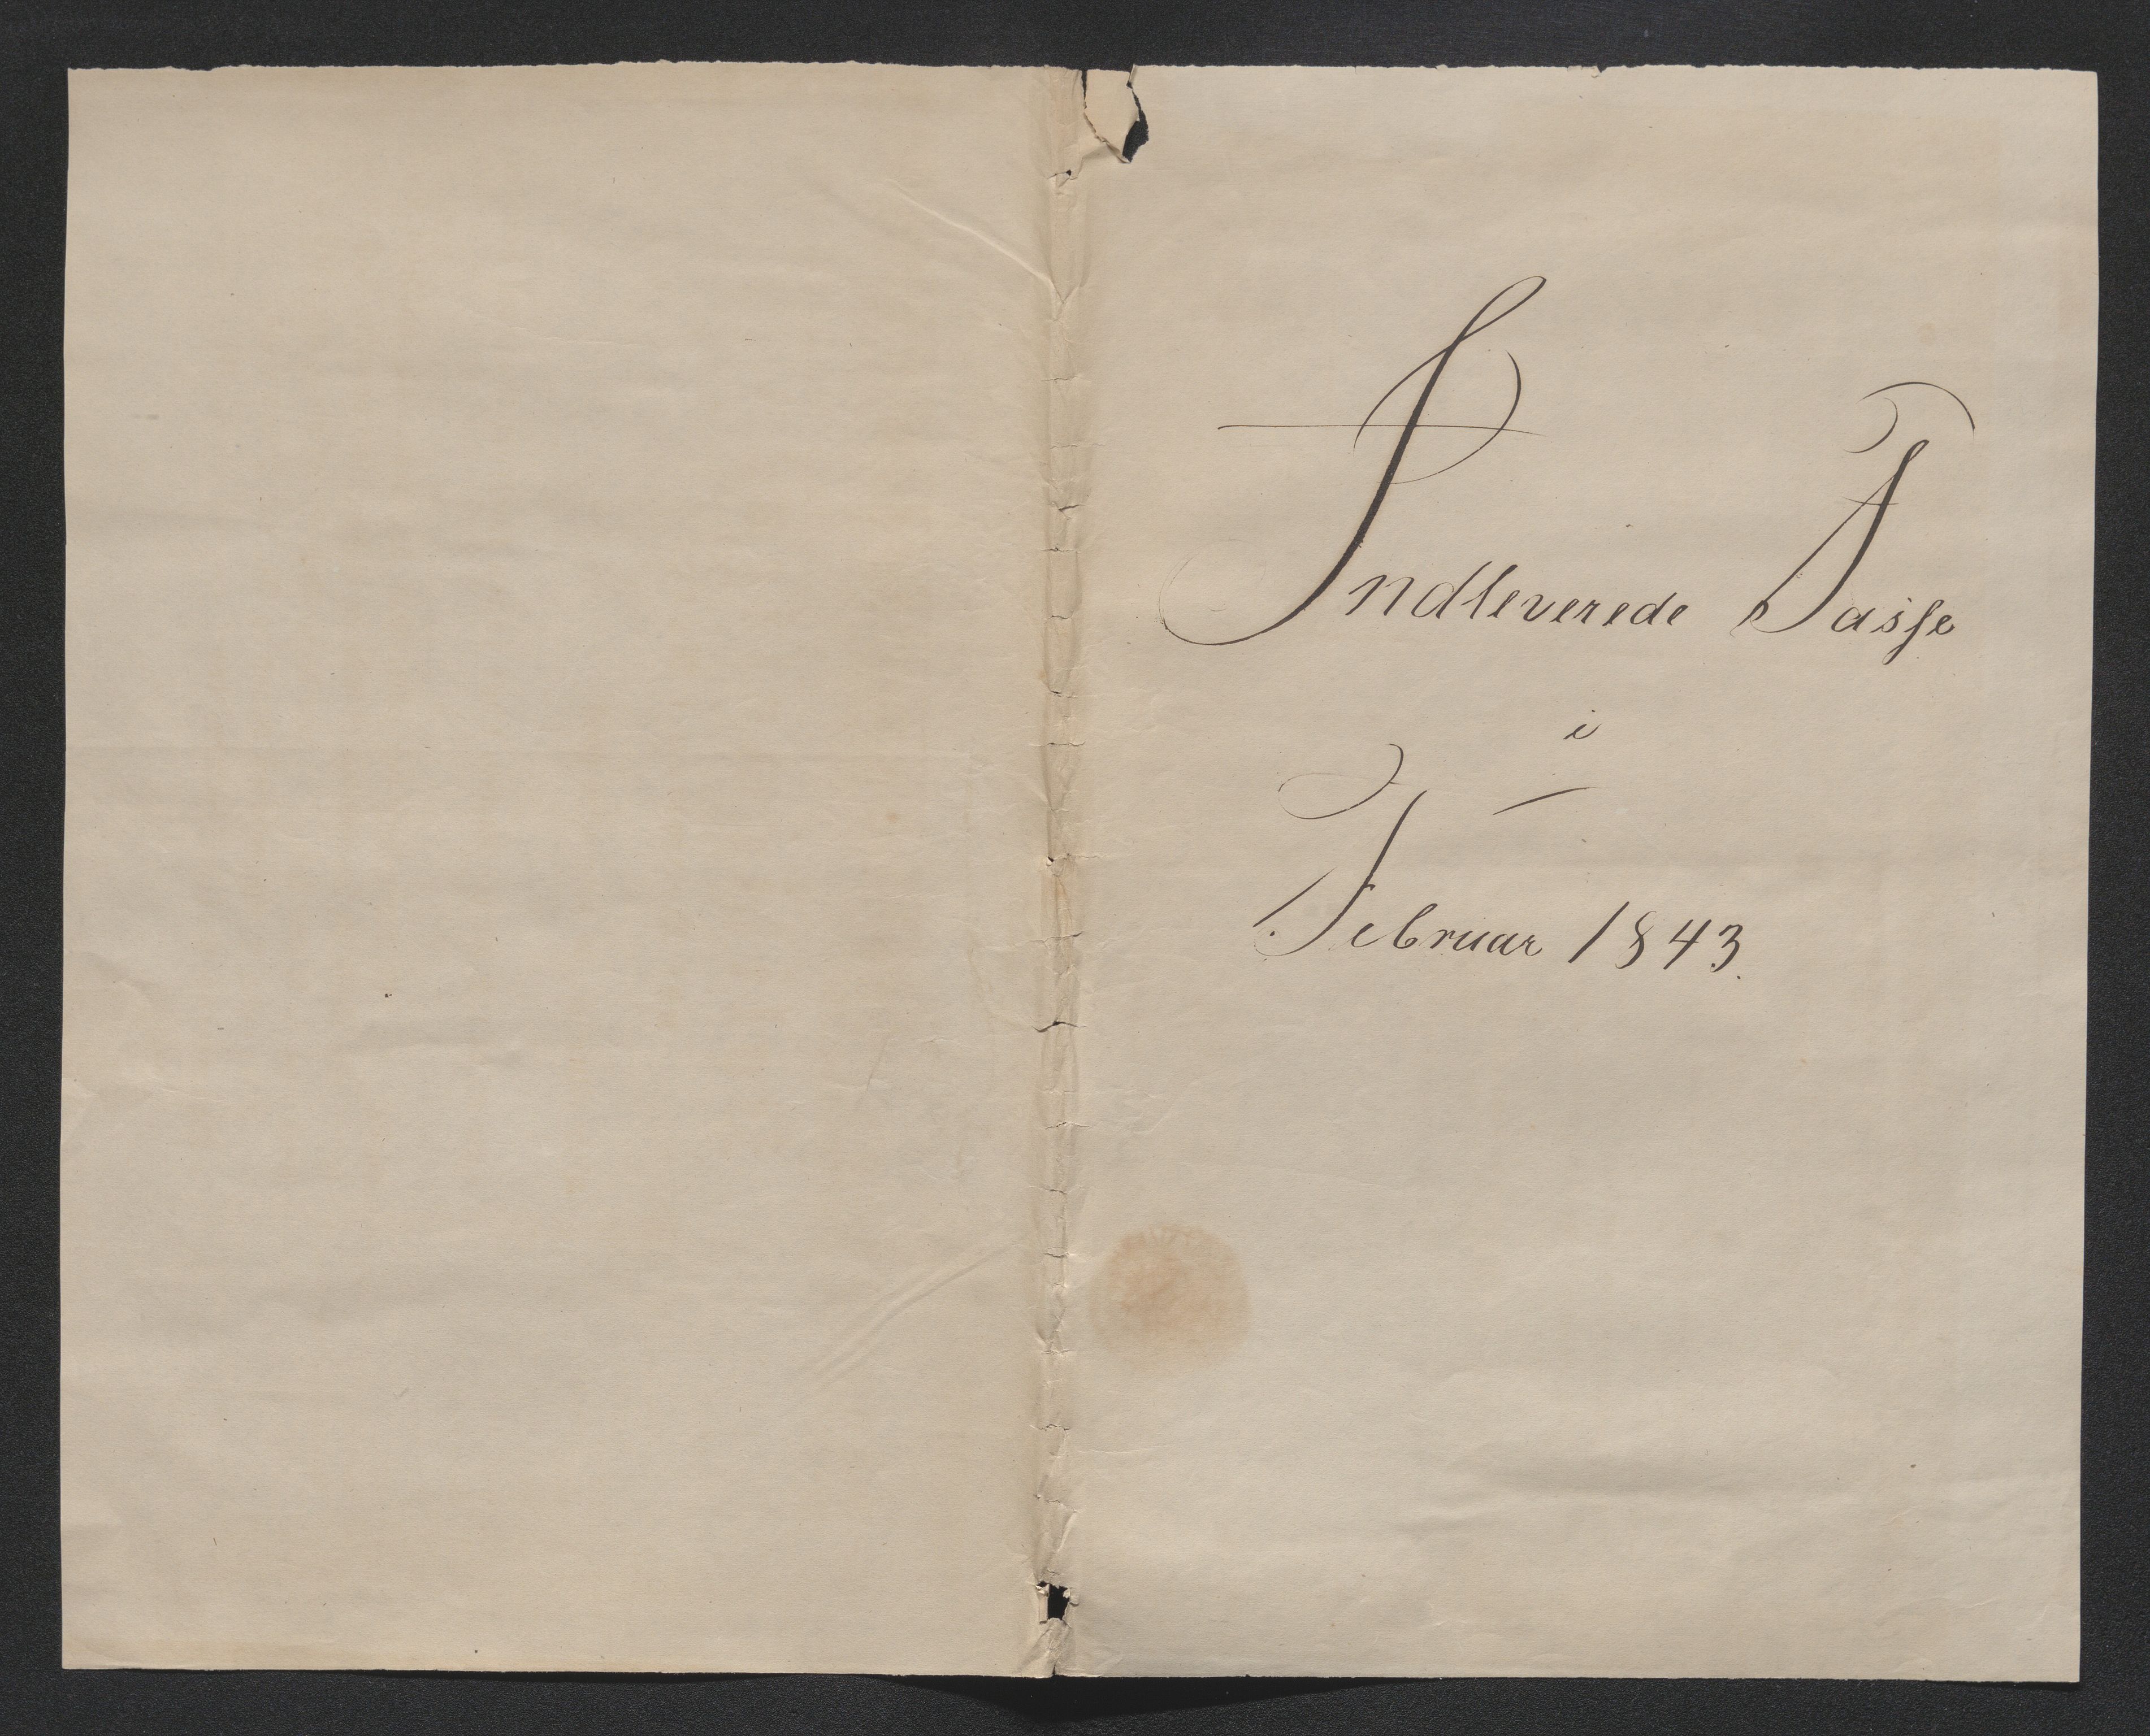 Indleverede Passe
i
Februar 1843.